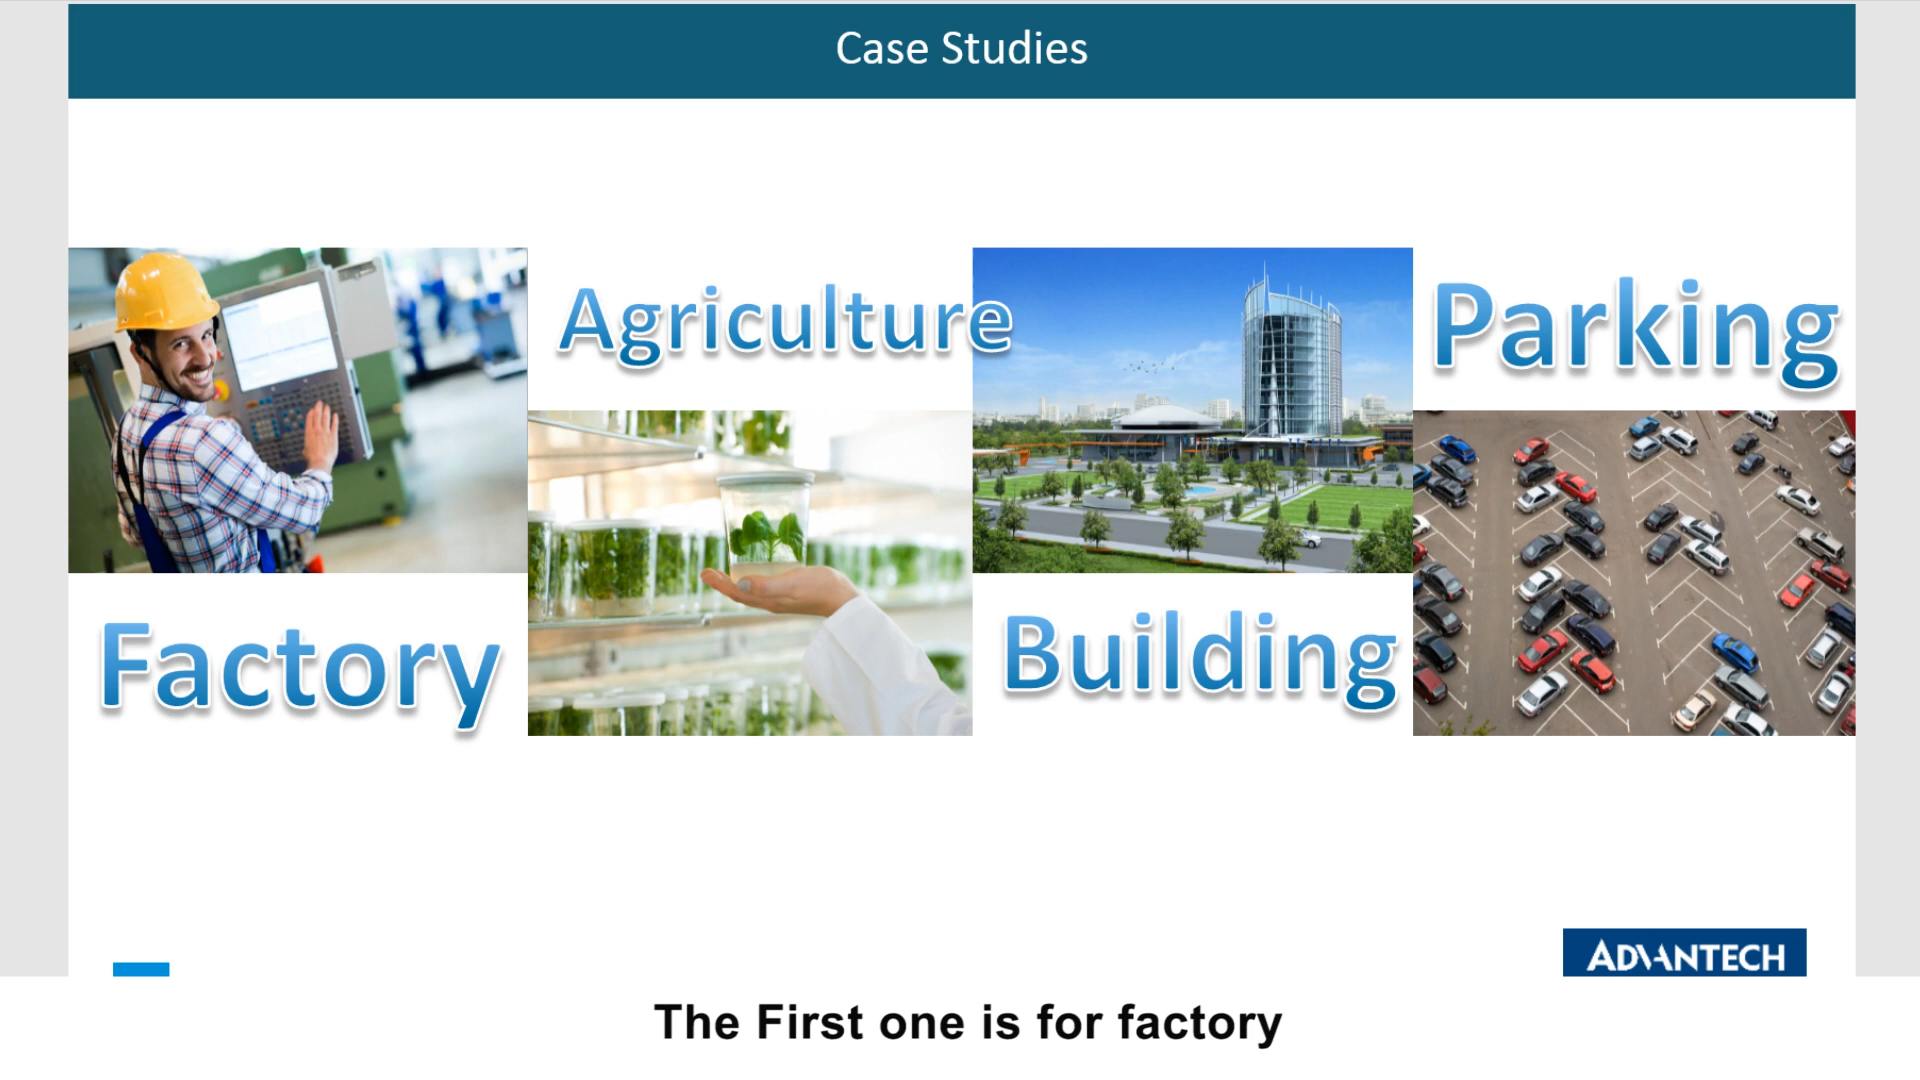 Case Studies
Agriculture
Parking
Factory
Building
ADVANTECH
The First one is for factory